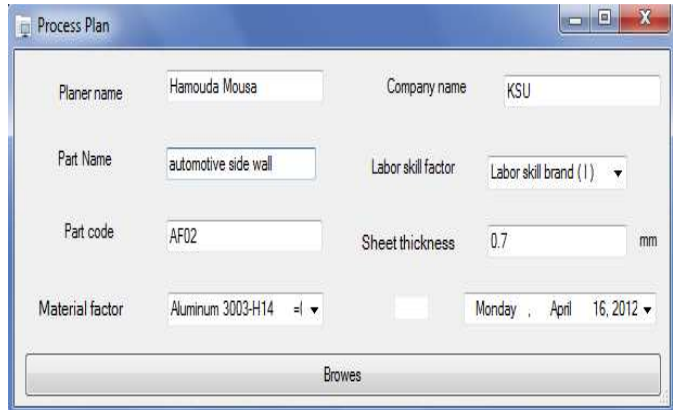 Process Plan
Planer name Hamouda Mousa Company name KSU
Part Name automotive side wall Labor skill factor Labor skill brand ( I )
Part code AF02 Sheet thickness 0.7 mm
Material factor Aluminum 3003-H14 Monday , April 16, 2012
Browes